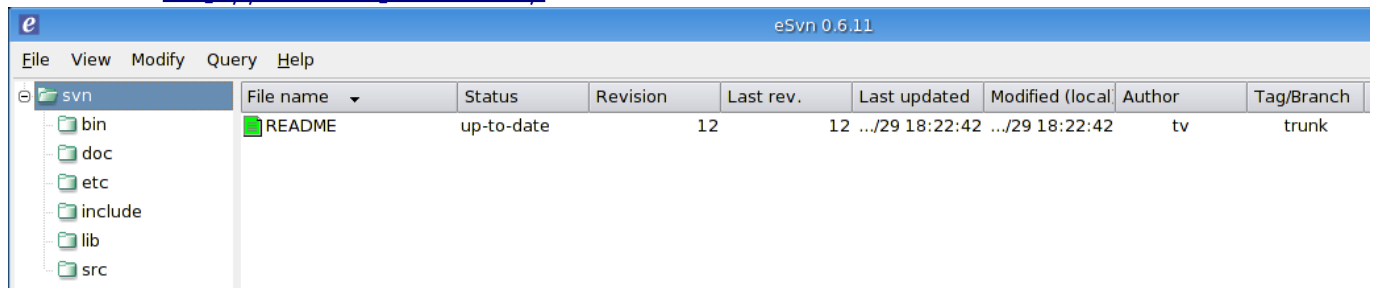 eSvn 0.6.11
File View Modify Query Help
svn
File name Status Revision Last rev. Last updated Modified (local Author Tag/Branch
bin
README up-to-date 12 12 .../29 18:22:42 .../29 18:22:42 tv trunk
doc
etc
include
lib
src